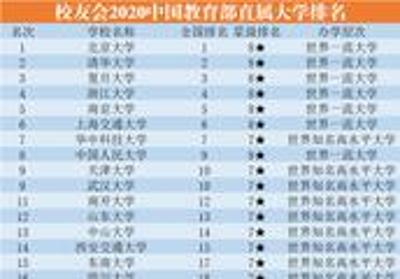 校友会2020中国教育部直属大学排名
名次 学校名称 全国排名 星级排名 办学层次
1 北京大学 1 8★ 世界一流大学
2 清华大学 2 8★ 世界一流大学
3 复旦大学 3 8★ 世界一流大学
4 浙江大学 4 8★ 世界一流大学
5 南京大学 5 8★ 世界一流大学
6 上海交通大学 6 8★ 世界一流大学
7 华中科技大学 7 7★ 世界知名高水平大学
8 中国人民大学 9 8★ 世界一流大学
9 天津大学 10 7★ 世界知名高水平大学
9 武汉大学 10 7★ 世界知名高水平大学
11 南开大学 12 7★ 世界知名高水平大学
12 山东大学 13 7★ 世界知名高水平大学
13 中山大学 14 7★ 世界知名高水平大学
14 西安交通大学 15 7★ 世界知名高水平大学
15 东南大学 17 7★ 世界知名高水平大学